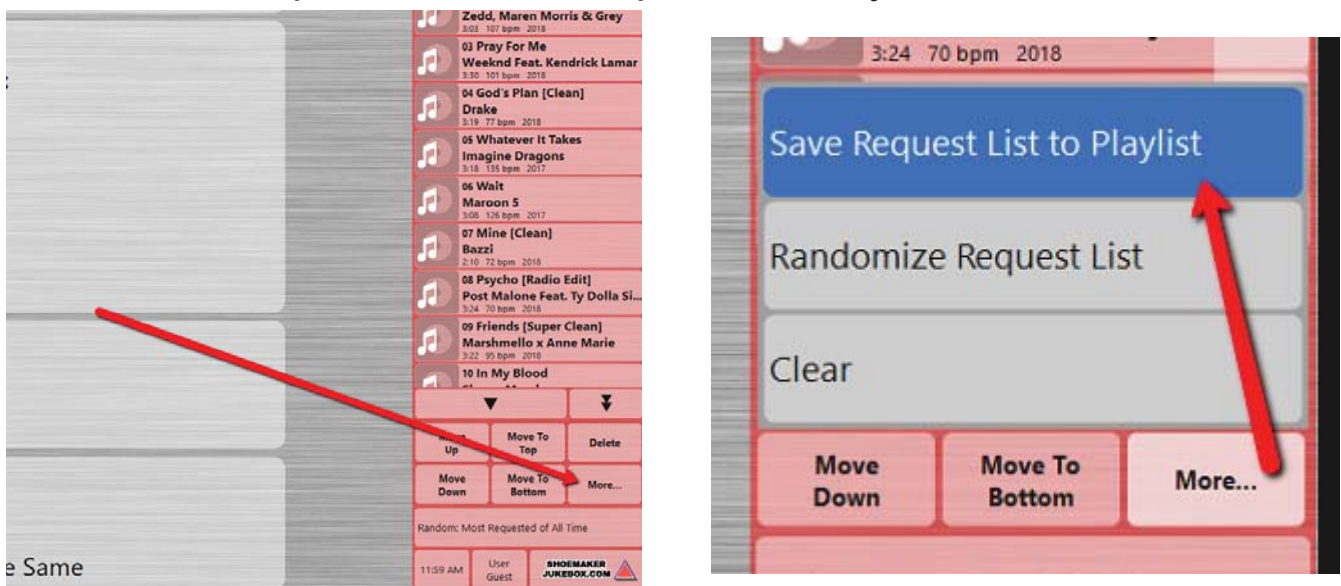 Zedd, Maren Morris & Grey
3:03 107 bpm 2018
03 Pray For Me
Weeknd Feat. Kendrick Lamar
3:30 101 bpm 2018
04 God's Plan [Clean]
Drake
3:19 77 bpm 2018
05 Whatever It Takes
Imagine Dragons
3:18 135 bpm 2017
06 Wait
Maroon 5
3:08 126 bpm 2017
07 Mine [Clean]
Bazzi
2:10 72 bpm 2018
08 Psycho [Radio Edit]
Post Malone Feat. Ty Dolla Si...
3:24 70 bpm 2018
09 Friends [Super Clean]
Marshmello x Anne Marie
3:22 95 bpm 2018
10 In My Blood
Up
Move To
Top
Delete
Move
Down
Move To
Bottom
More...
Random: Most Requested of All Time
e Same
11:59 AM
User
Guest
SHOEMAKER
JUKEBOX.COM
3:24 70 bpm 2018
Save Request List to Playlist
Randomize Request List
Clear
Move
Down
Move To
Bottom
More...